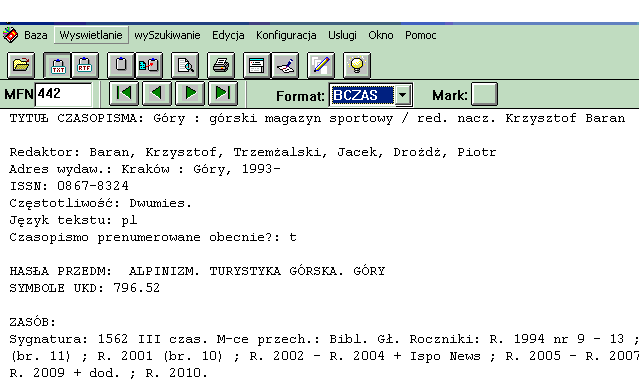 Baza Wyswietlanie wySzukiwanie Edycja Konfiguracja Uslugi Okno Pomoc
TXT RTF
MFN 442 Format: BCZAS Mark:
TYTUŁ CZASOPISMA: Góry : górski magazyn sportowy / red. nacz. Krzysztof Baran
Redaktor: Baran, Krzysztof, Trzemżalski, Jacek, Drożdż, Piotr
Adres wydaw.: Kraków : Góry, 1993-
ISSN: 0867-8324
Częstotliwość: Dwumies.
Język tekstu: pl
Czasopismo prenumerowane obecnie?: t
HASŁA PRZEDM: ALPINIZM. TURYSTYKA GÓRSKA. GÓRY
SYMBOLE UKD: 796.52
ZASÓB:
Sygnatura: 1562 III czas. M-ce przech.: Bibl. Gł. Roczniki: R. 1994 nr 9 - 13 ;
(br. 11) ; R. 2001 (br. 10) ; R. 2002 - R. 2004 + Ispo News ; R. 2005 - R. 2007
R. 2009 + dod. ; R. 2010.